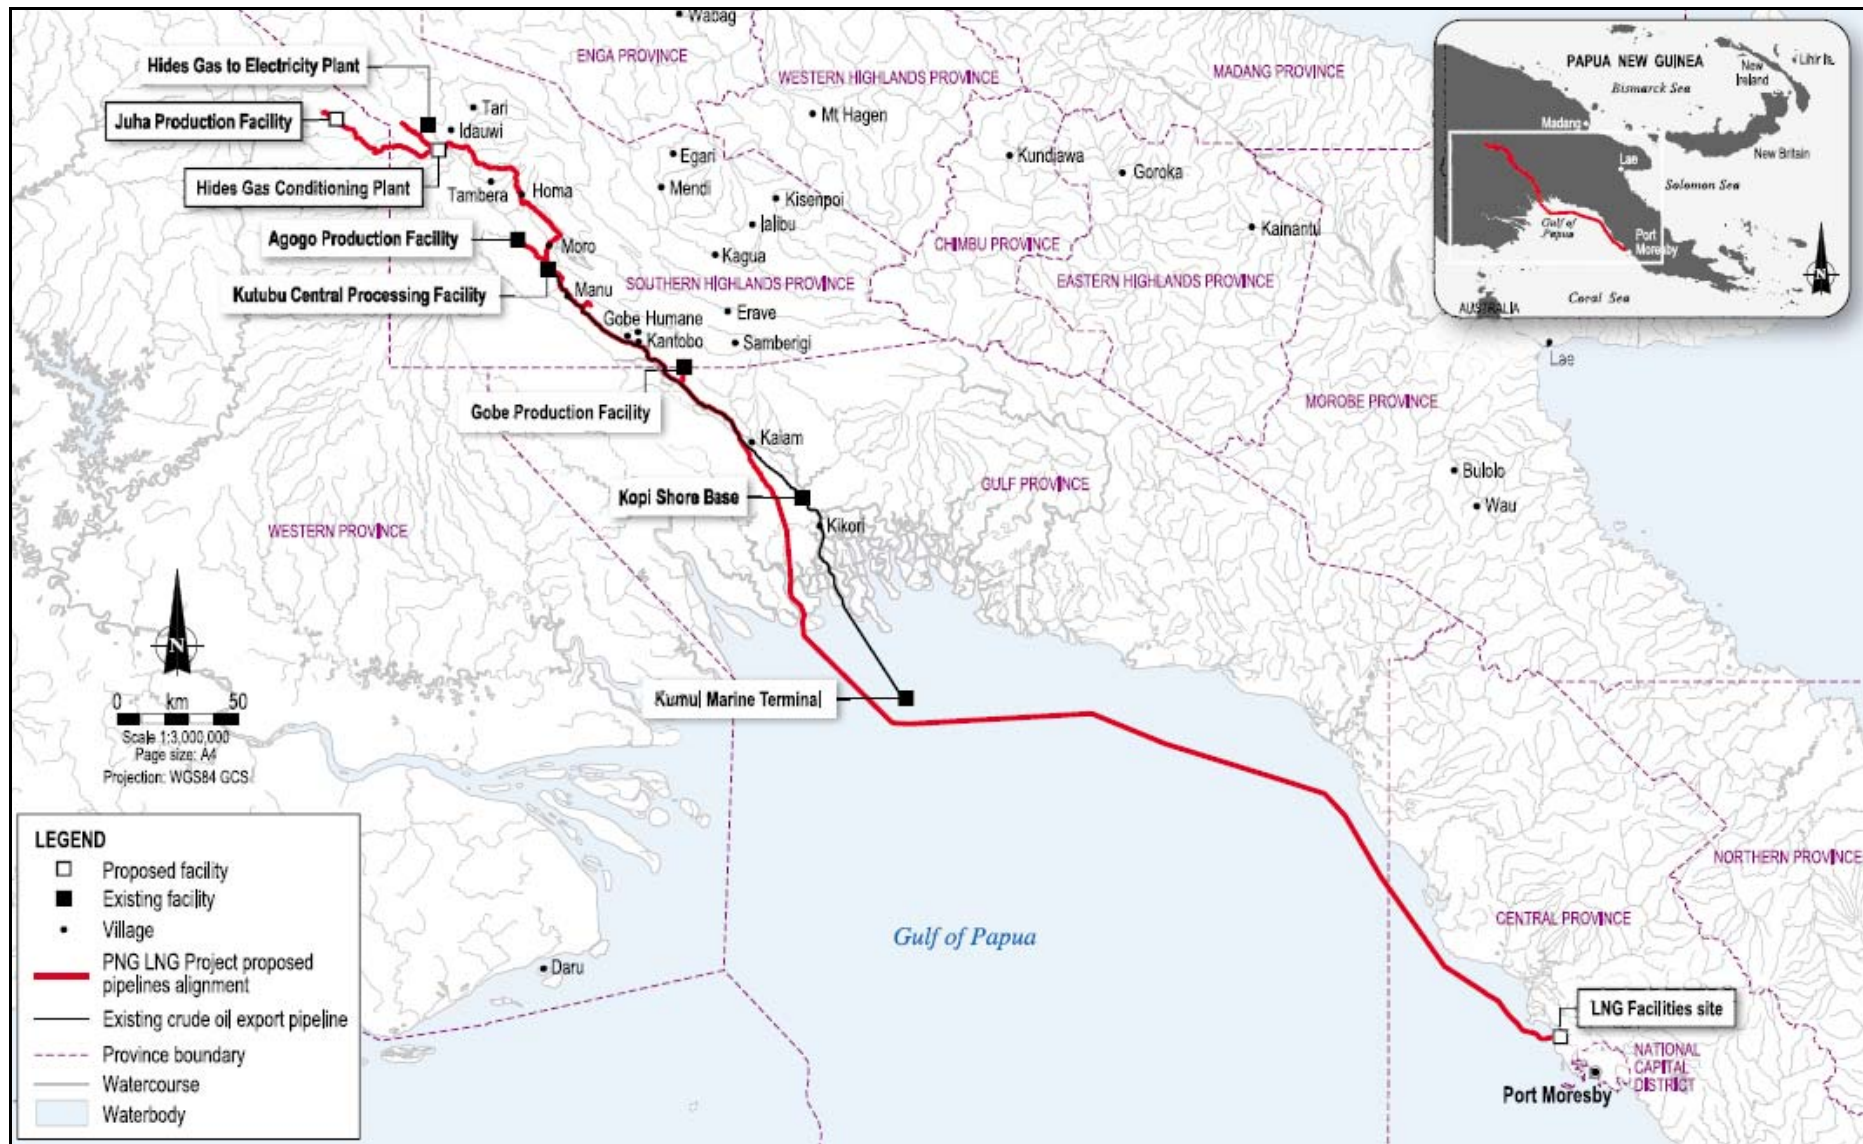 Wabag
ENGA PROVINCE
WESTERN HIGHLANDS PROVINCE
MADANG PROVINCE
Hides Gas to Electricity Plant
Juha Production Facility
Tari
Idauwi
Hides Gas Conditioning Plant
Tambera
Homa
Agogo Production Facility
Moro
Kutubu Central Processing Facility
Manu
Mt Hagen
Egari
Mendi
Kisenpoi
Ialibu
Kagua
SOUTHERN HIGHLANDS PROVINCE
Gobe
Humane
Kantobo
Erave
Samberigi
Kundiawa
Goroka
Kainantu
CHIMBU PROVINCE
EASTERN HIGHLANDS PROVINCE
Gobe Production Facility
Kaiam
Kopi Shore Base
Kikori
GULF PROVINCE
WESTERN PROVINCE
MOROBE PROVINCE
Lae
Bulolo
Wau
Kumul Marine Terminal
Gulf of Papua
Daru
NORTHERN PROVINCE
CENTRAL PROVINCE
LNG Facilities site
NATIONAL
CAPITAL
DISTRICT
Port Moresby
PAPUA NEW GUINEA
New
Ireland
Lihir Is.
Bismarck Sea
Madang
New Britain
Lae
Solomon Sea
Gulf of
Papua
Port
Moresby
Coral Sea
AUSTRALIA
N
N
0 km 50
Scale 1:3,000,000
Page size: A4
Projection: WGS84 GCS
LEGEND
Proposed facility
Existing facility
Village
PNG LNG Project proposed
pipelines alignment
Existing crude oil export pipeline
Province boundary
Watercourse
Waterbody